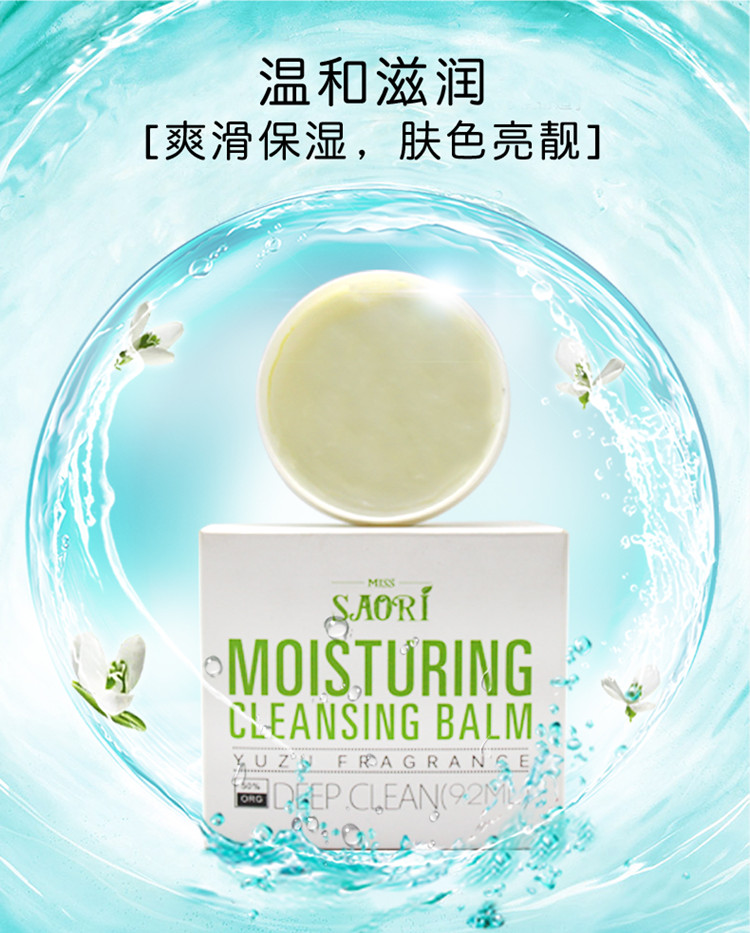 温和滋润
[爽滑保湿，肤色亮靓]
MISS
SAORI
MOISTURING
CLEANSING BALM
YUZU FRAGRANCE
50%
ORG
DEEP CLEAN(92ML)